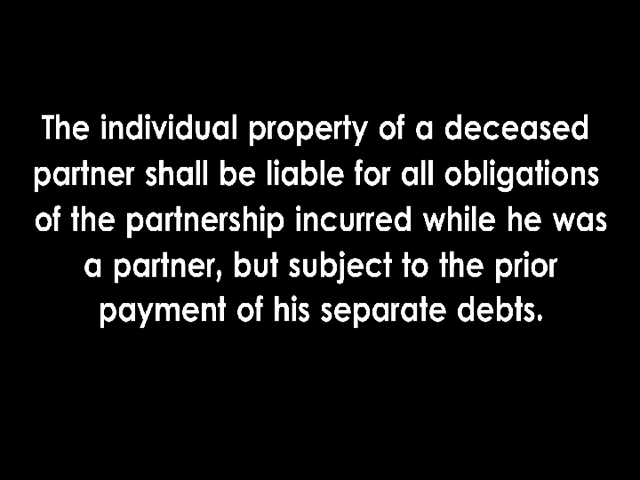 The individual property of a deceased
partner shall be liable for all obligations
of the partnership incurred while he was
a partner, but subject to the prior
payment of his separate debts.